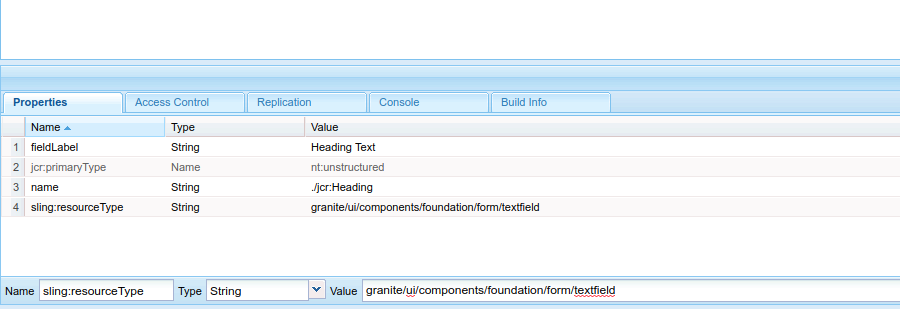 Properties Access Control Replication Console Build Info
Name Type Value
1 fieldLabel String Heading Text
2 jcr:primaryType Name nt:unstructured
3 name String ./jcr:Heading
4 sling:resourceType String granite/ui/components/foundation/form/textfield
Name sling:resourceType Type String Value granite/ui/components/foundation/form/textfield